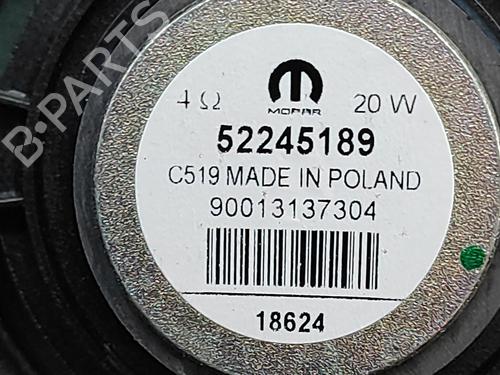 B-PARTS
4 Ω MOPAR 20 W
52245189
C519 MADE IN POLAND
90013137304
18624